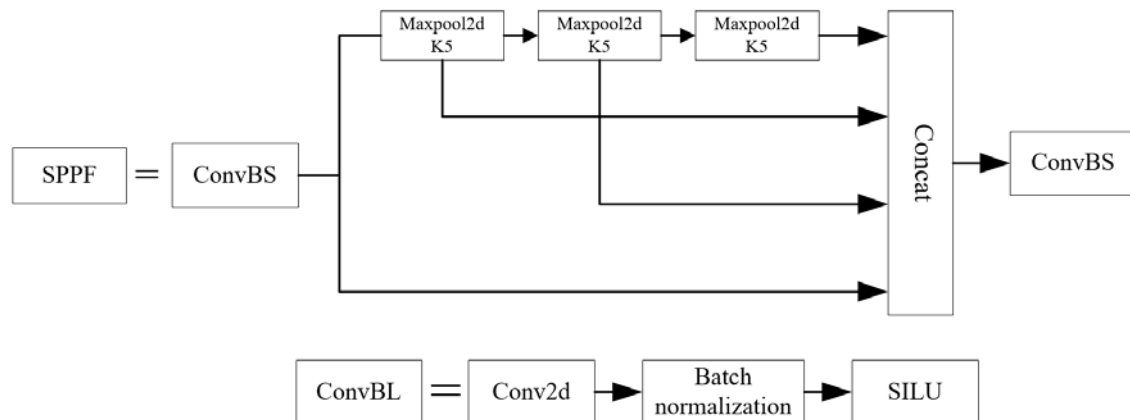 Maxpool2d
K5
Maxpool2d
K5
Maxpool2d
K5
SPPF
=
ConvBS
Concat
ConvBS
ConvBL
=
Conv2d
Batch
normalization
SILU